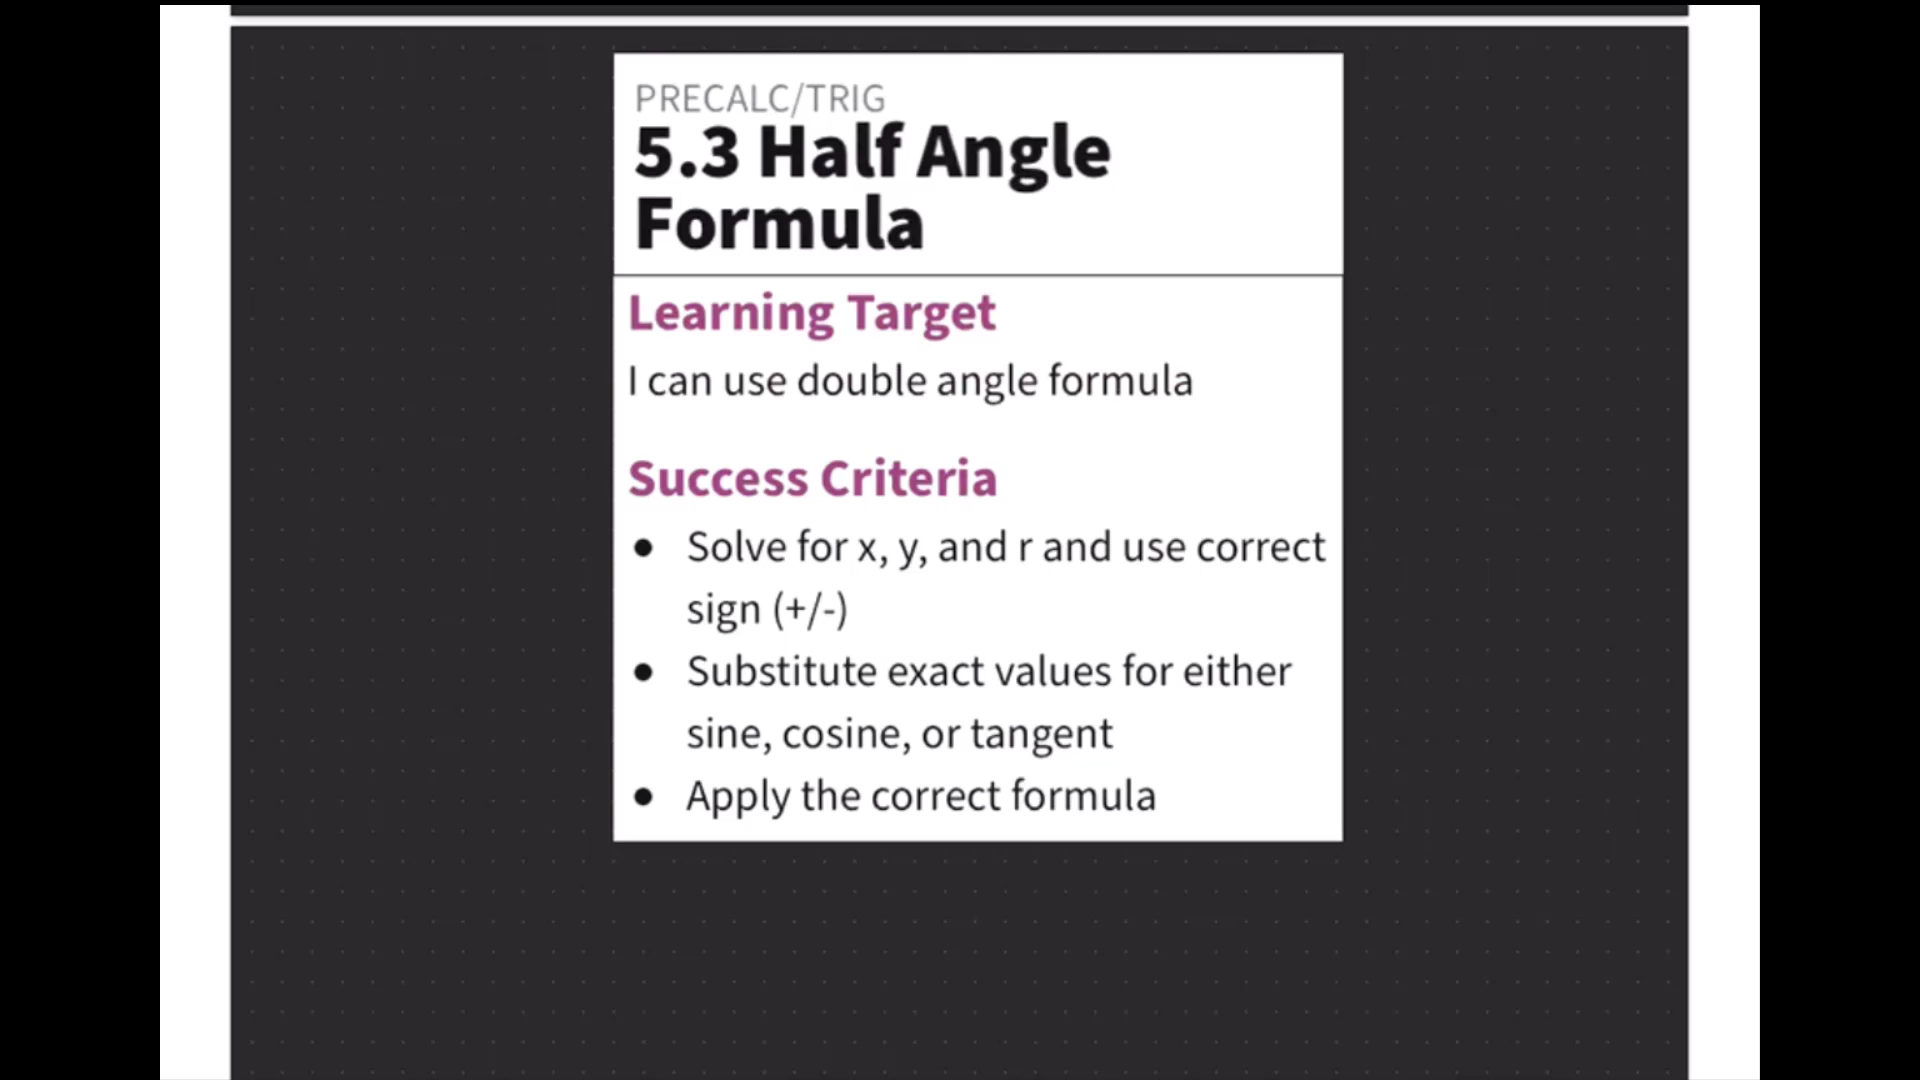 PRECALC/TRIG
5.3 Half Angle
Formula
Learning Target
I can use double angle formula
Success Criteria
● Solve for x, y, and r and use correct
sign (+/-)
● Substitute exact values for either
sine, cosine, or tangent
● Apply the correct formula